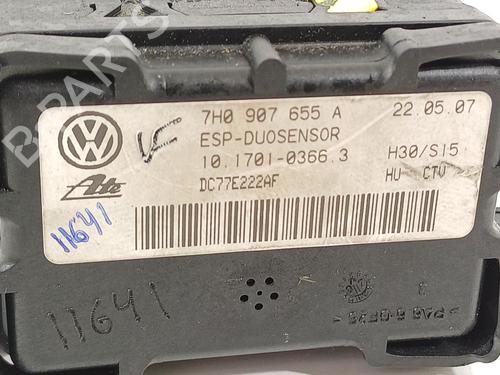 7H0 907 655 A 22.05.07
ESP-DUOSENSOR
10.1701-0366.3 H30/S15
DC77E222AF HU CTV
Ate
11641
11641